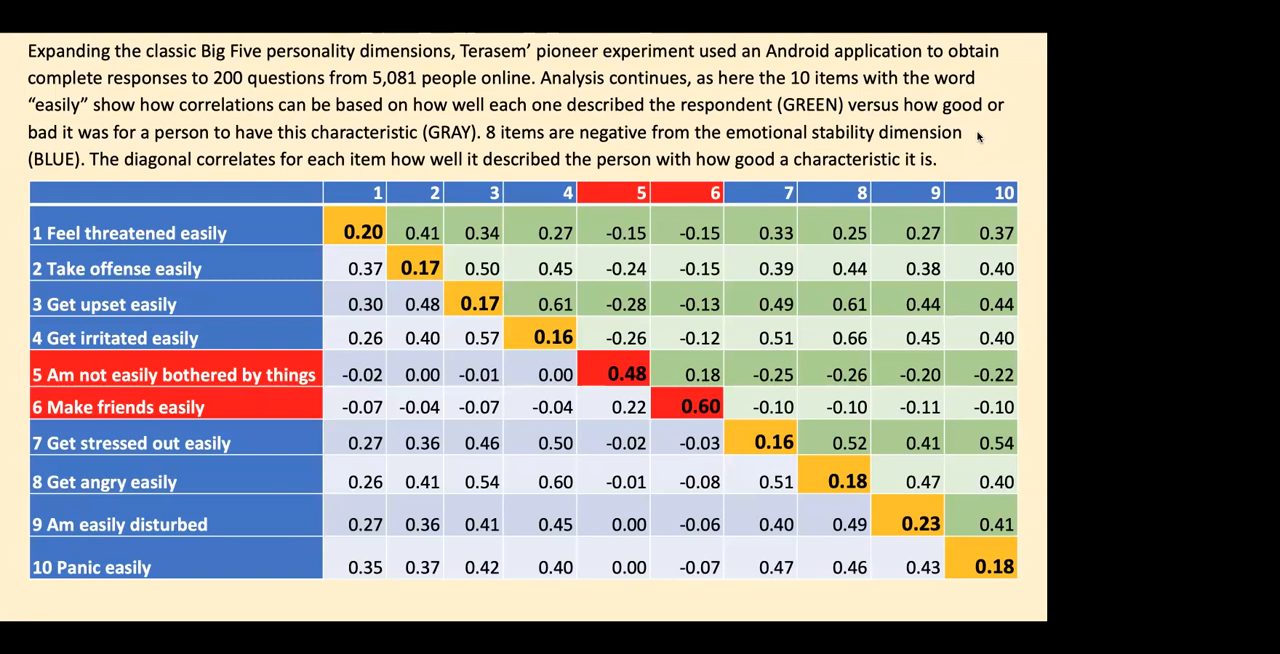 Expanding the classic Big Five personality dimensions, Terasem’ pioneer experiment used an Android application to obtain
complete responses to 200 questions from 5,081 people online. Analysis continues, as here the 10 items with the word
“easily” show how correlations can be based on how well each one described the respondent (GREEN) versus how good or
bad it was for a person to have this characteristic (GRAY). 8 items are negative from the emotional stability dimension
(BLUE). The diagonal correlates for each item how well it described the person with how good a characteristic it is.
1 2 3 4 5 6 7 8 9 10
1 Feel threatened easily 0.20 0.41 0.34 0.27 -0.15 -0.15 0.33 0.25 0.27 0.37
2 Take offense easily 0.37 0.17 0.50 0.45 -0.24 -0.15 0.39 0.44 0.38 0.40
3 Get upset easily 0.30 0.48 0.17 0.61 -0.28 -0.13 0.49 0.61 0.44 0.44
4 Get irritated easily 0.26 0.40 0.57 0.16 -0.26 -0.12 0.51 0.66 0.45 0.40
5 Am not easily bothered by things -0.02 0.00 -0.01 0.00 0.48 0.18 -0.25 -0.26 -0.20 -0.22
6 Make friends easily -0.07 -0.04 -0.07 -0.04 0.22 0.60 -0.10 -0.10 -0.11 -0.10
7 Get stressed out easily 0.27 0.36 0.46 0.50 -0.02 -0.03 0.16 0.52 0.41 0.54
8 Get angry easily 0.26 0.41 0.54 0.60 -0.01 -0.08 0.51 0.18 0.47 0.40
9 Am easily disturbed 0.27 0.36 0.41 0.45 0.00 -0.06 0.40 0.49 0.23 0.41
10 Panic easily 0.35 0.37 0.42 0.40 0.00 -0.07 0.47 0.46 0.43 0.18